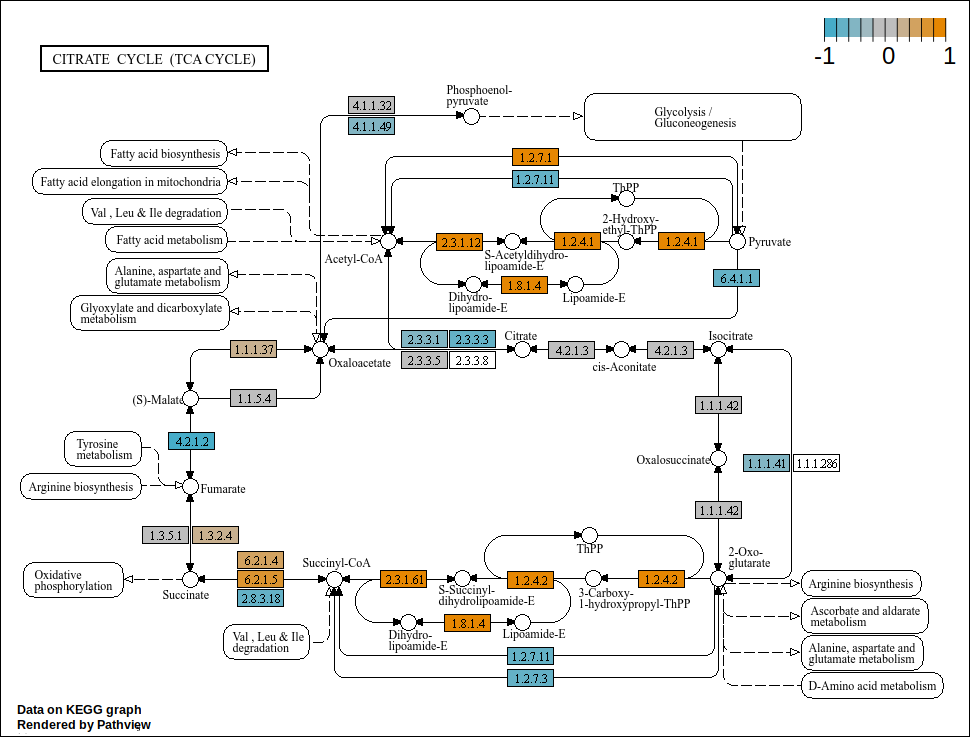 -1 0 1
CITRATE CYCLE (TCA CYCLE)
Phosphoenol-
pyruvate
4.1.1.32
4.1.1.49
Glycolysis /
Gluconeogenesis
Fatty acid biosynthesis
Fatty acid elongation in mitochondria
Val , Leu & Ile degradation
Fatty acid metabolism
Alanine, aspartate and
glutamate metabolism
Glyoxylate and dicarboxylate
metabolism
1.2.7.1
1.2.7.11
ThPP
2-Hydroxy-
ethyl-ThPP
Acetyl-CoA
2.3.1.12
S-Acetyldihydro-
lipoamide-E
1.2.4.1
1.2.4.1
Pyruvate
6.4.1.1
1.8.1.4
Dihydro-
lipoamide-E
Lipoamide-E
1.1.1.37
Oxaloacetate
2.3.3.1
2.3.3.3
2.3.3.5
2.3.3.8
Citrate
4.2.1.3
cis-Aconitate
4.2.1.3
Isocitrate
(S)-Malate
1.1.5.4
1.1.1.42
4.2.1.2
Tyrosine
metabolism
Oxalosuccinate
1.1.1.41
1.1.1.286
Arginine biosynthesis
Fumarate
1.1.1.42
1.3.5.1
1.3.2.4
ThPP
2-Oxo-
glutarate
6.2.1.4
6.2.1.5
2.8.3.18
Succinyl-CoA
Oxidative
phosphorylation
Succinate
2.3.1.61
S-Succinyl-
dihydrolipoamide-E
1.2.4.2
3-Carboxy-
1-hydroxypropyl-ThPP
1.2.4.2
1.8.1.4
Dihydro-
lipoamide-E
Lipoamide-E
Val , Leu & Ile
degradation
1.2.7.11
1.2.7.3
Arginine biosynthesis
Ascorbate and aldarate
metabolism
Alanine, aspartate and
glutamate metabolism
D-Amino acid metabolism
Data on KEGG graph
Rendered by Pathview